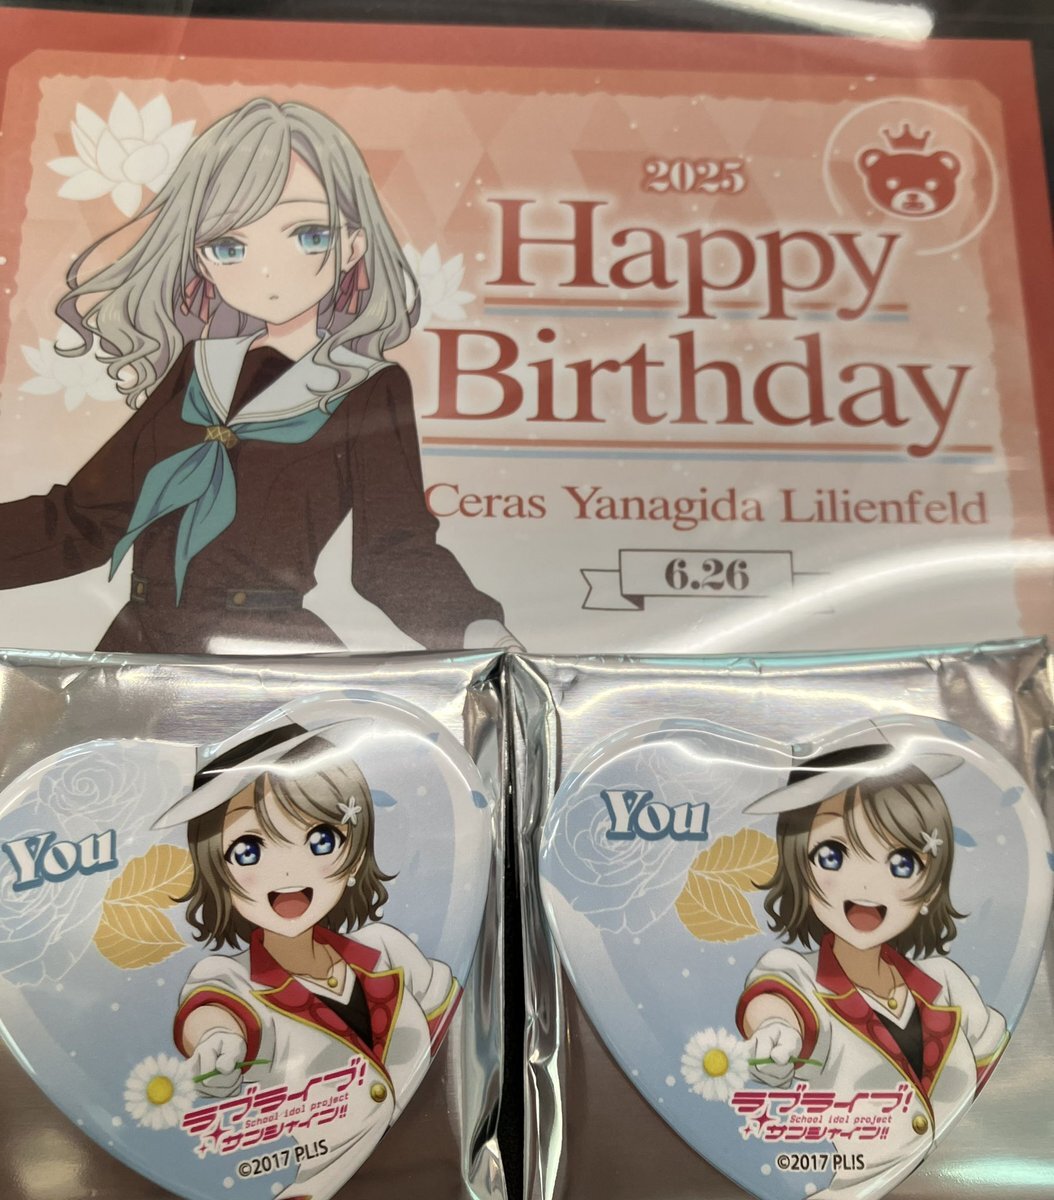 2025
Happy
Birthday
Ceras Yanagida Lilienfeld
6.26
You
ラブライブ!
School idol project
サンシャイン!!
©2017 PL!S
You
ラブライブ!
School idol project
サンシャイン!!
©2017 PL!S